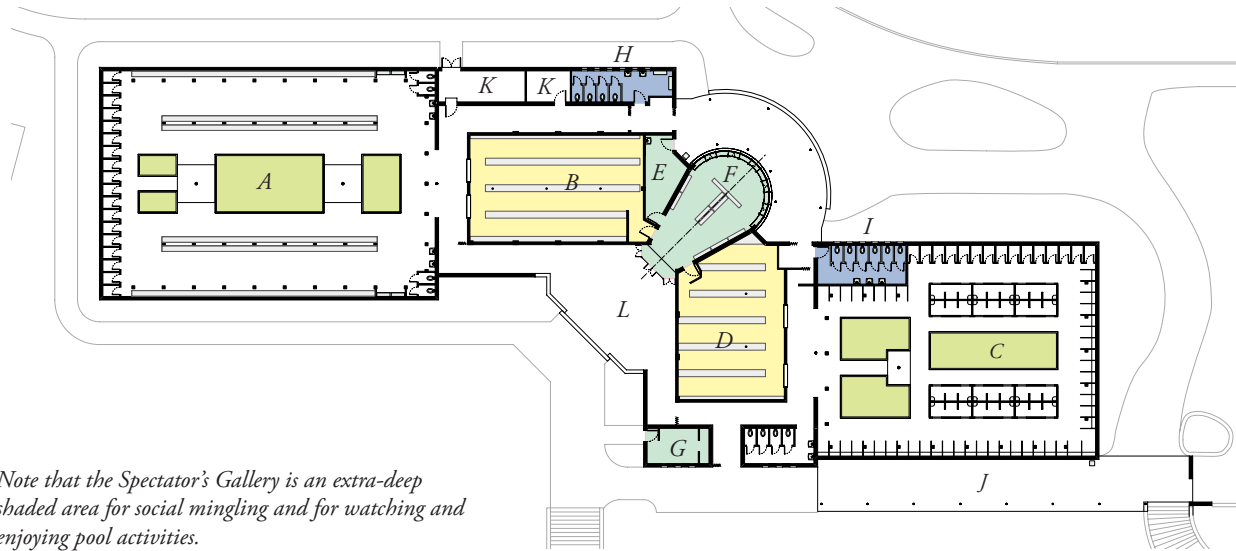 H
K K
E F
A B
I
L
D C
G
J
Note that the Spectator's Gallery is an extra-deep
shaded area for social mingling and for watching and
enjoying pool activities.